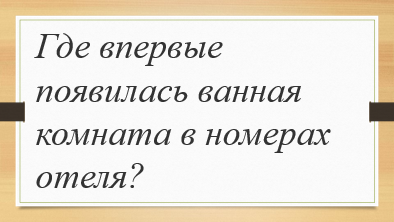 Где впервые
появилась ванная
комната в номерах
отеля?